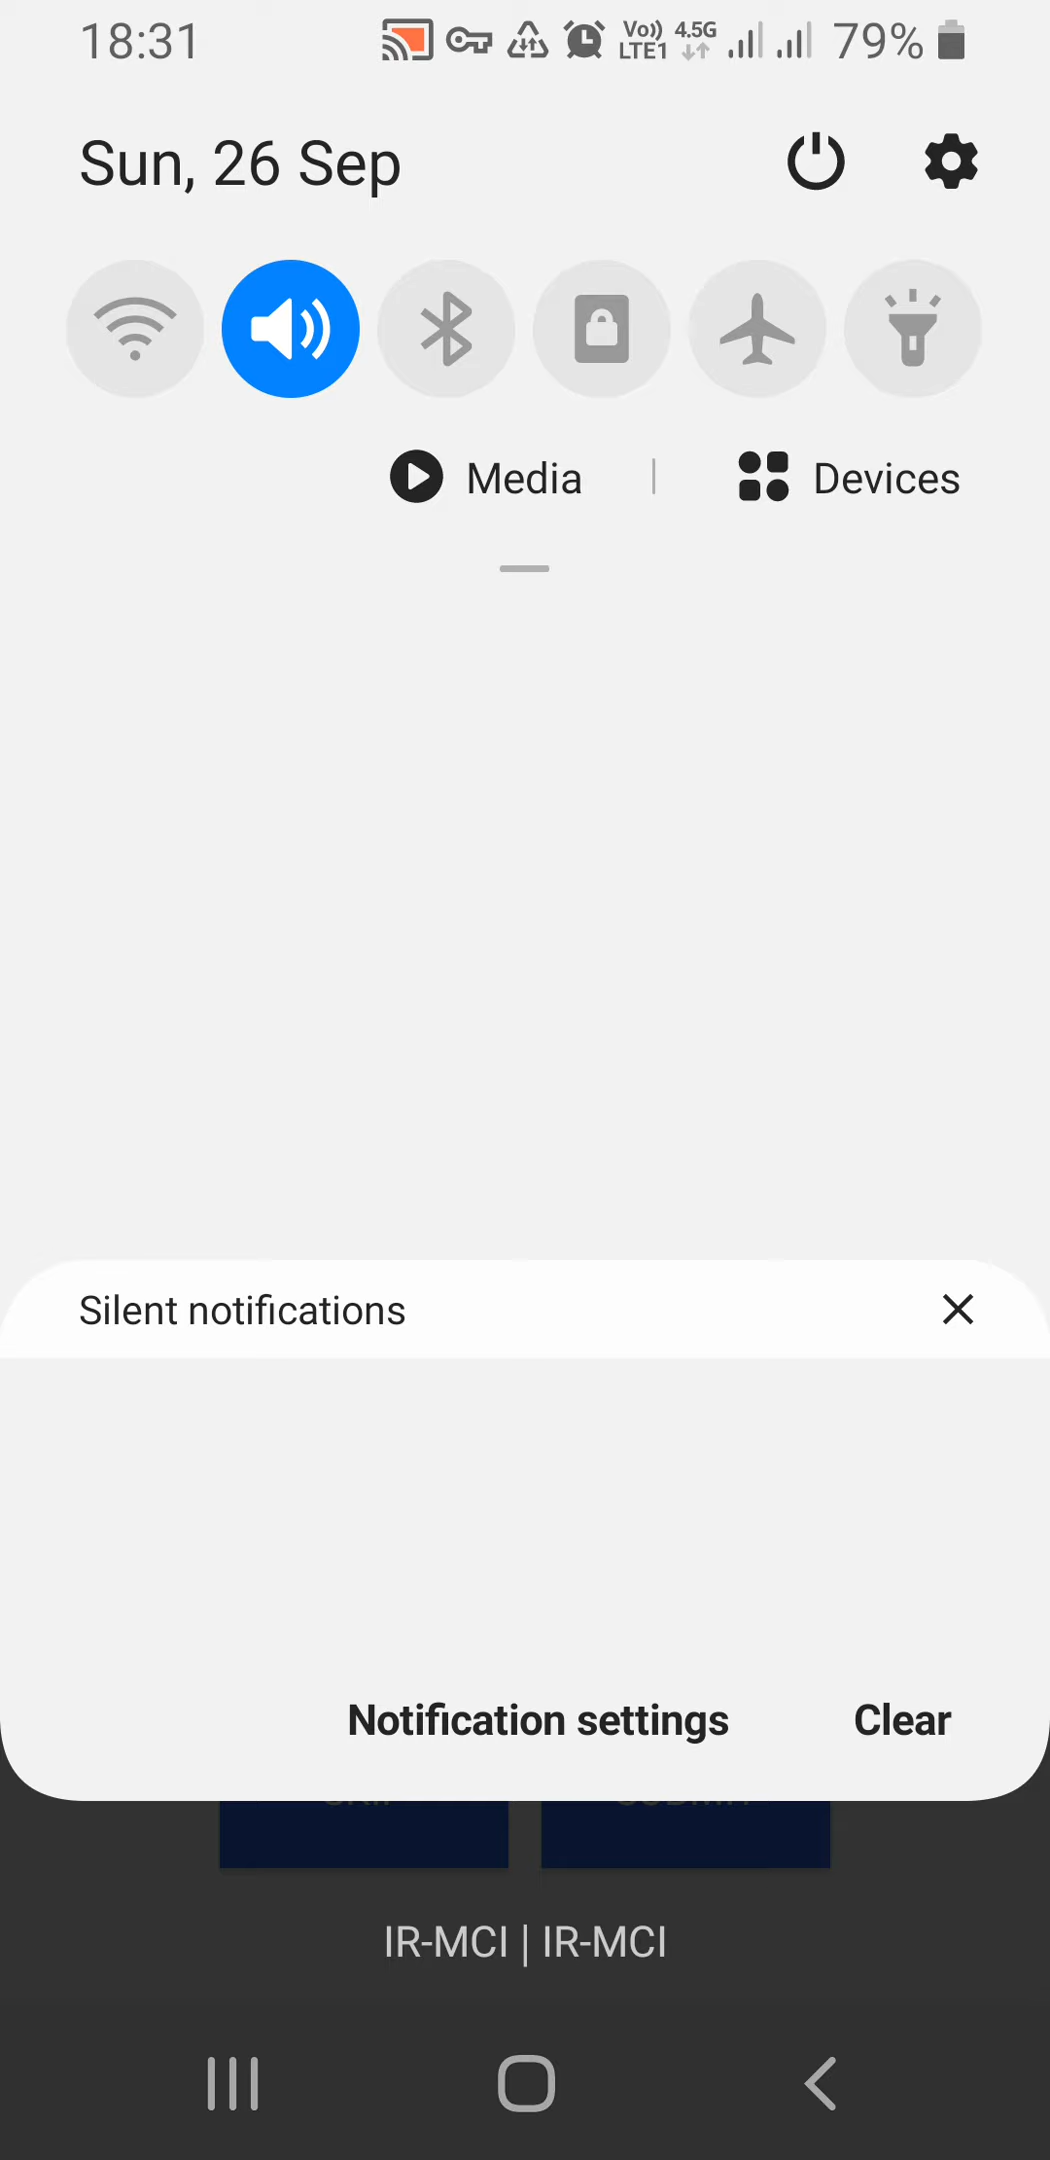 18:31 Vo)) LTE1 4.5G 79%
Sun, 26 Sep
Media | Devices
Silent notifications
Notification settings Clear
IR-MCI | IR-MCI